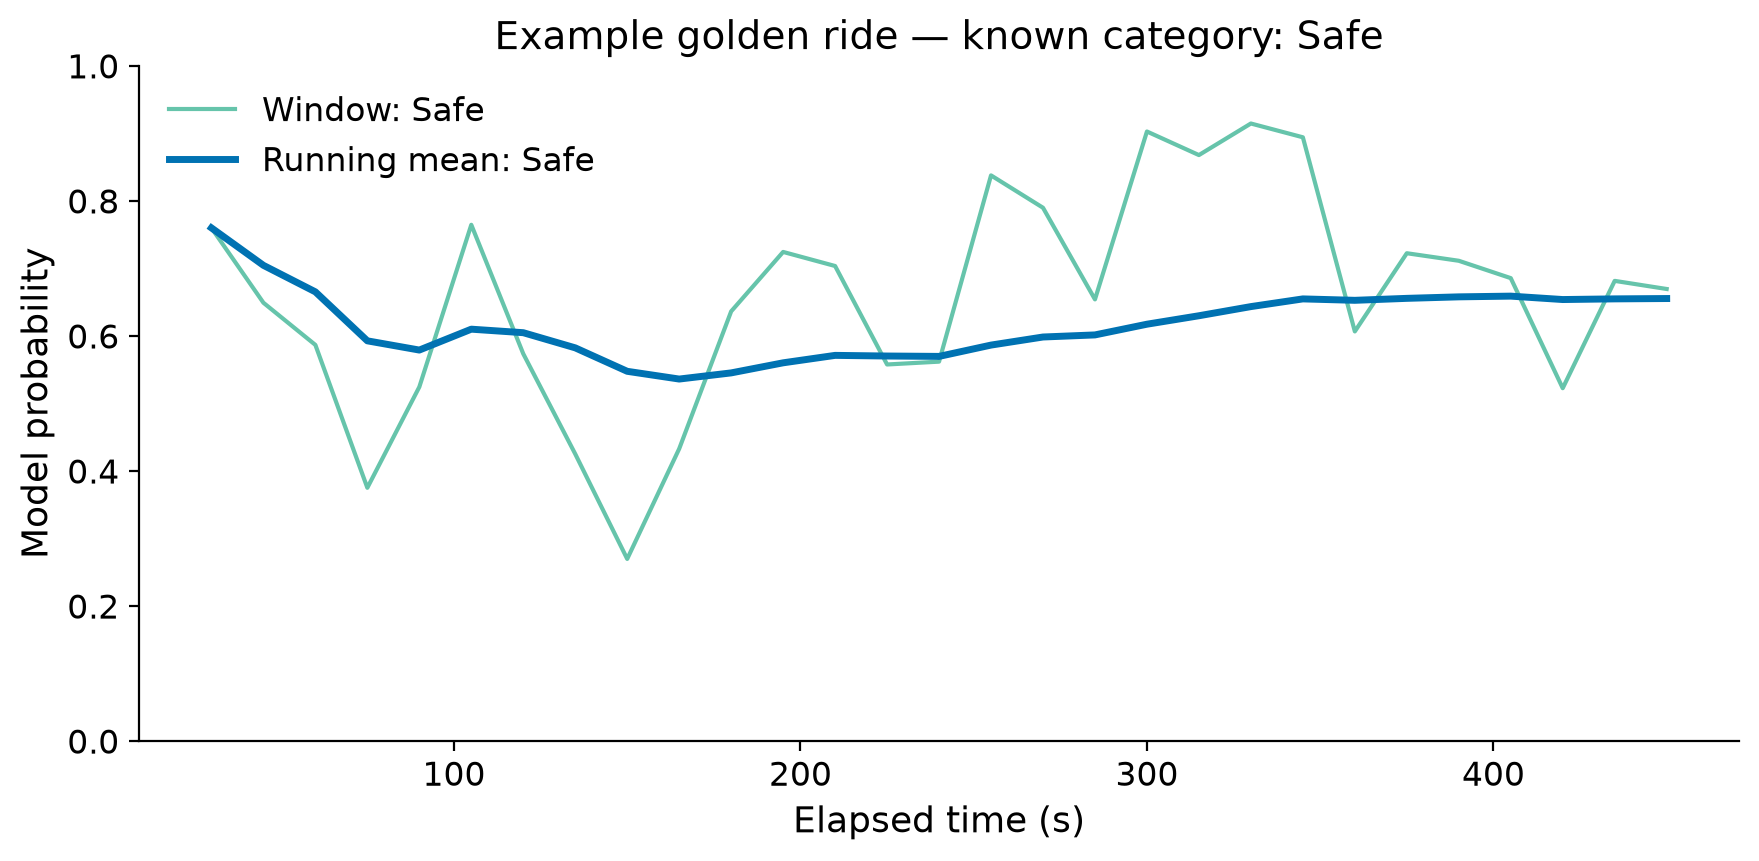 Example golden ride — known category: Safe
Window: Safe
Running mean: Safe
Model probability
1.0
0.8
0.6
0.4
0.2
0.0
100
200
300
400
Elapsed time (s)